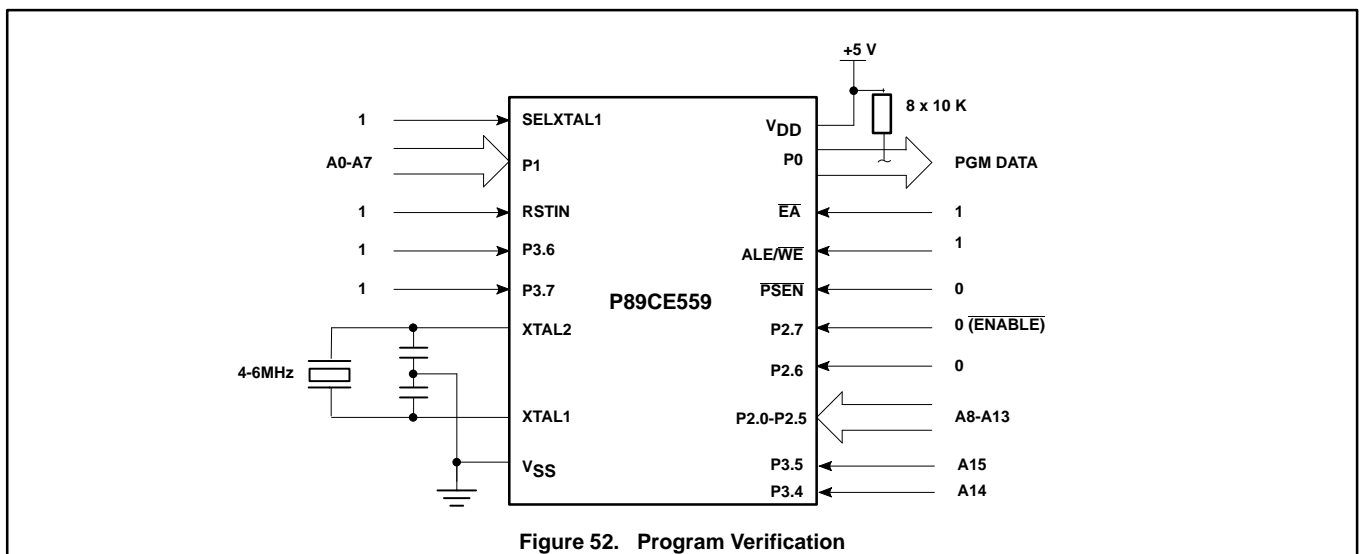 +5 V
8 x 10 K
1
SELXTAL1
VDD
A0-A7
P1
P0
PGM DATA
1
RSTIN
EA
1
1
P3.6
ALE/WE
1
1
P3.7
PSEN
0
P89CE559
XTAL2
P2.7
0 (ENABLE)
4-6MHz
P2.6
0
XTAL1
P2.0-P2.5
A8-A13
VSS
P3.5
A15
P3.4
A14
Figure 52. Program Verification